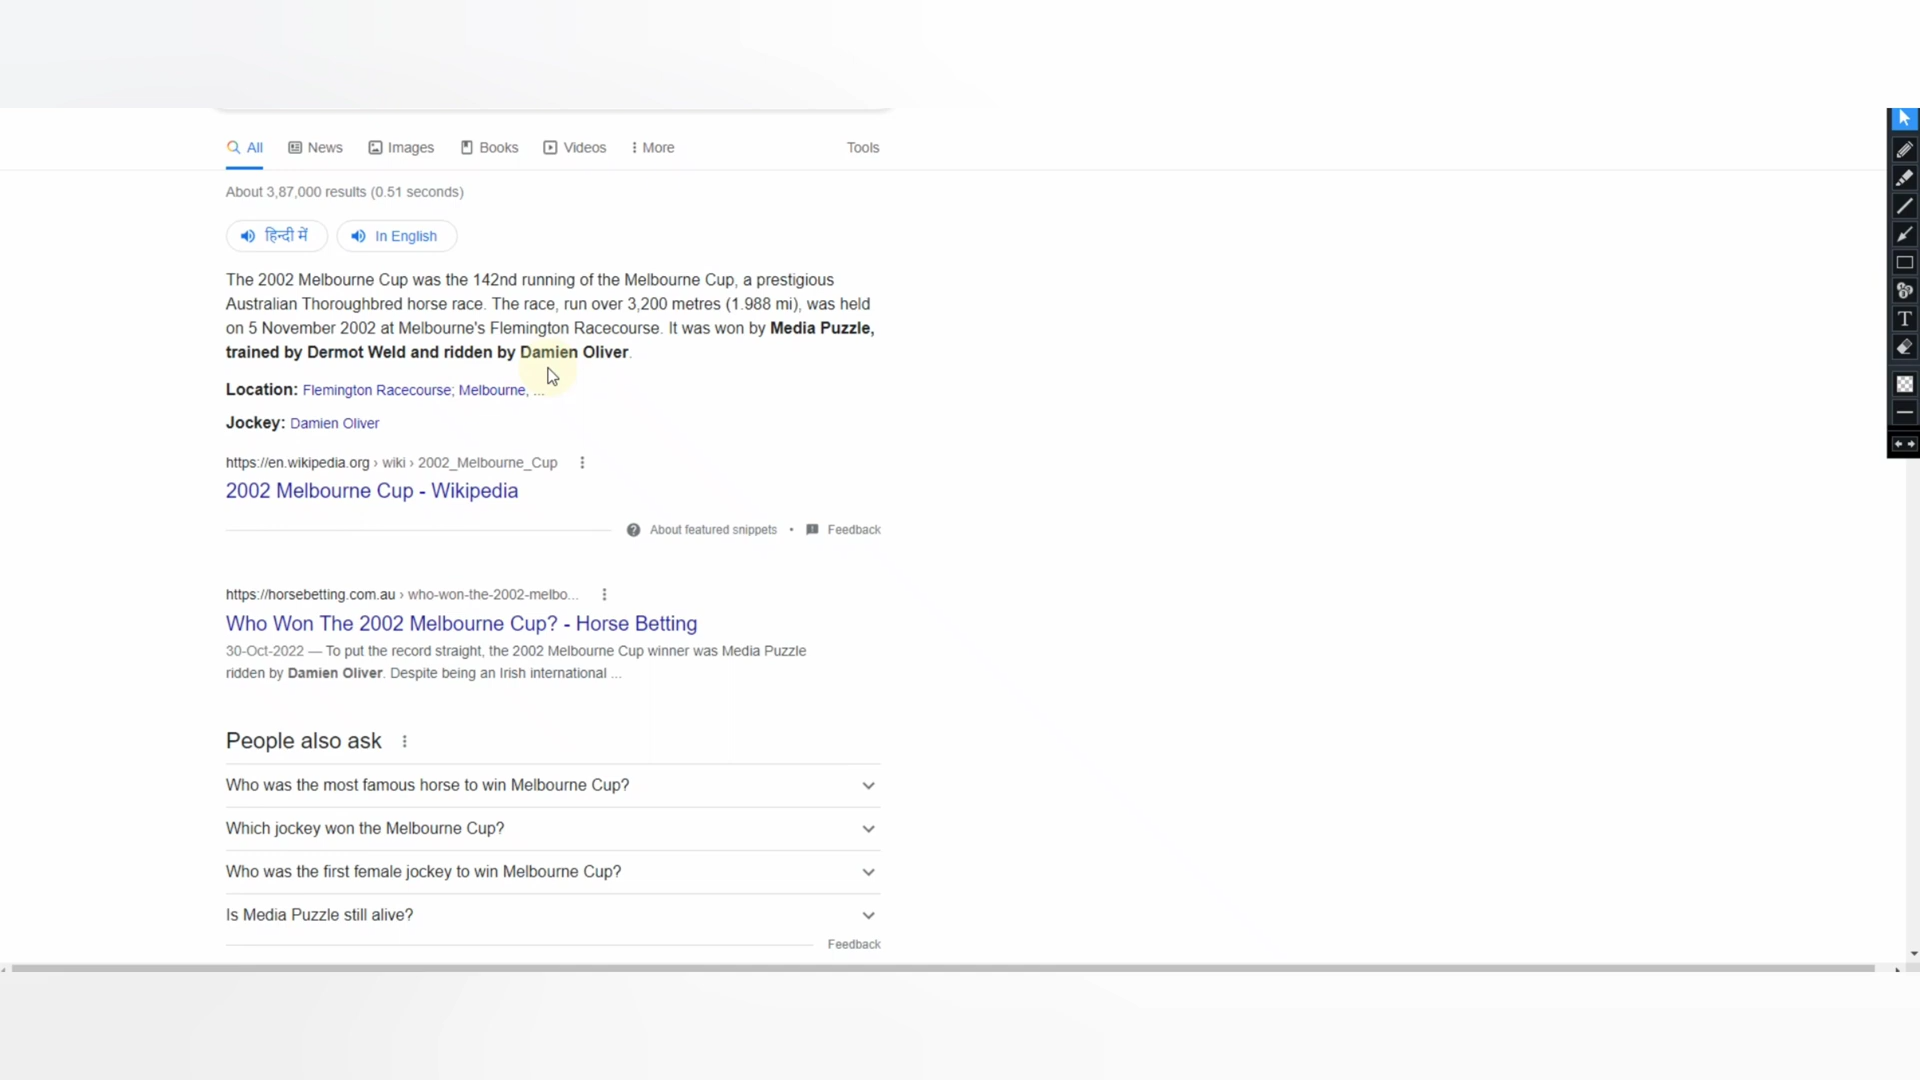 All News Images Books Videos More Tools
About 3,87,000 results (0.51 seconds)
हिन्दी में In English
The 2002 Melbourne Cup was the 142nd running of the Melbourne Cup, a prestigious
Australian Thoroughbred horse race. The race, run over 3,200 metres (1.988 mi), was held
on 5 November 2002 at Melbourne's Flemington Racecourse. It was won by Media Puzzle,
trained by Dermot Weld and ridden by Damien Oliver.
Location: Flemington Racecourse; Melbourne, ...
Jockey: Damien Oliver
https://en.wikipedia.org › wiki › 2002_Melbourne_Cup
2002 Melbourne Cup - Wikipedia
About featured snippets • Feedback
https://horsebetting.com.au › who-won-the-2002-melbo...
Who Won The 2002 Melbourne Cup? - Horse Betting
30-Oct-2022 — To put the record straight, the 2002 Melbourne Cup winner was Media Puzzle
ridden by Damien Oliver. Despite being an Irish international ...
People also ask
Who was the most famous horse to win Melbourne Cup?
Which jockey won the Melbourne Cup?
Who was the first female jockey to win Melbourne Cup?
Is Media Puzzle still alive?
Feedback